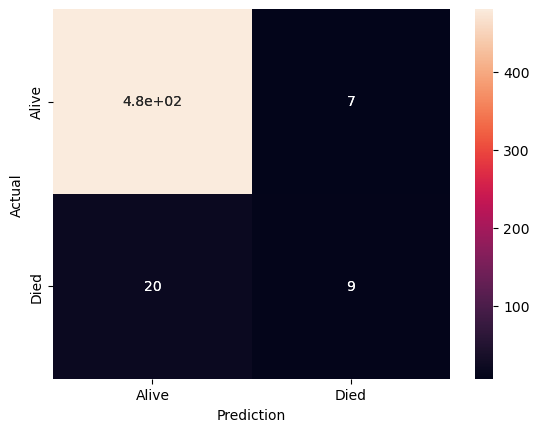 Actual
Alive
Died
4.8e+02
7
20
9
Alive
Died
Prediction
400
300
200
100